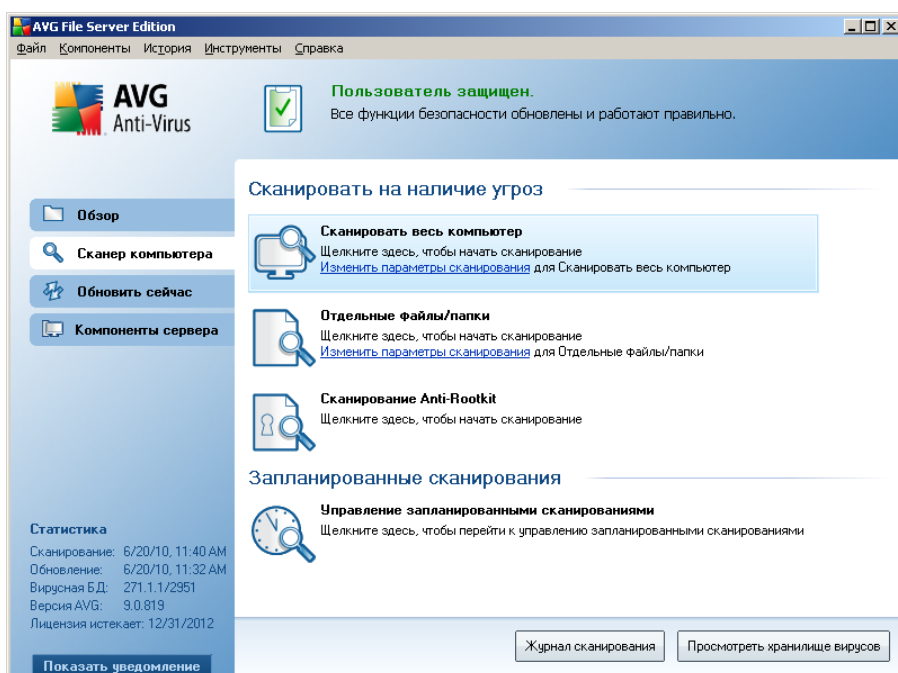 AVG File Server Edition
Файл Компоненты История Инструменты Справка
AVG
Anti-Virus
Пользователь защищен.
Все функции безопасности обновлены и работают правильно.
Обзор
Сканер компьютера
Обновить сейчас
Компоненты сервера
Сканировать на наличие угроз
Сканировать весь компьютер
Щелкните здесь, чтобы начать сканирование
Изменить параметры сканирования для Сканировать весь компьютер
Отдельные файлы/папки
Щелкните здесь, чтобы начать сканирование
Изменить параметры сканирования для Отдельные файлы/папки
Сканирование Anti-Rootkit
Щелкните здесь, чтобы начать сканирование
Запланированные сканирования
Управление запланированными сканированиями
Щелкните здесь, чтобы перейти к управлению запланированными сканированиями
Статистика
Сканирование: 6/20/10, 11:40 AM
Обновление: 6/20/10, 11:32 AM
Вирусная БД: 271.1.1/2951
Версия AVG: 9.0.819
Лицензия истекает: 12/31/2012
Показать уведомление
Журнал сканирования
Просмотреть хранилище вирусов